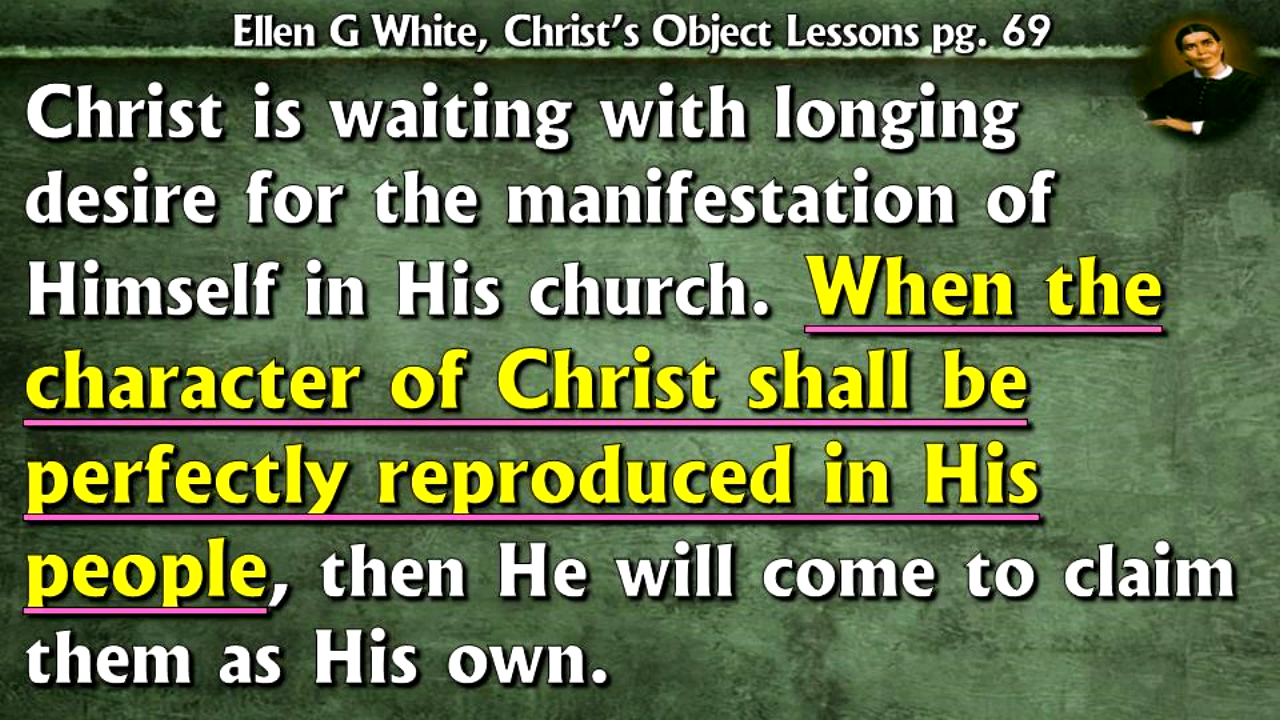 Ellen G White, Christ's Object Lessons pg. 69
Christ is waiting with longing
desire for the manifestation of
Himself in His church. When the
character of Christ shall be
perfectly reproduced in His
people, then He will come to claim
them as His own.